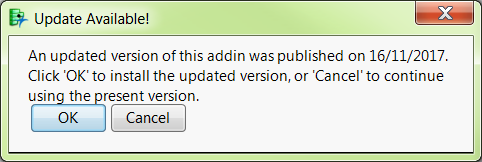 Update Available!
An updated version of this addin was published on 16/11/2017.
Click 'OK' to install the updated version, or 'Cancel' to continue
using the present version.
OK Cancel